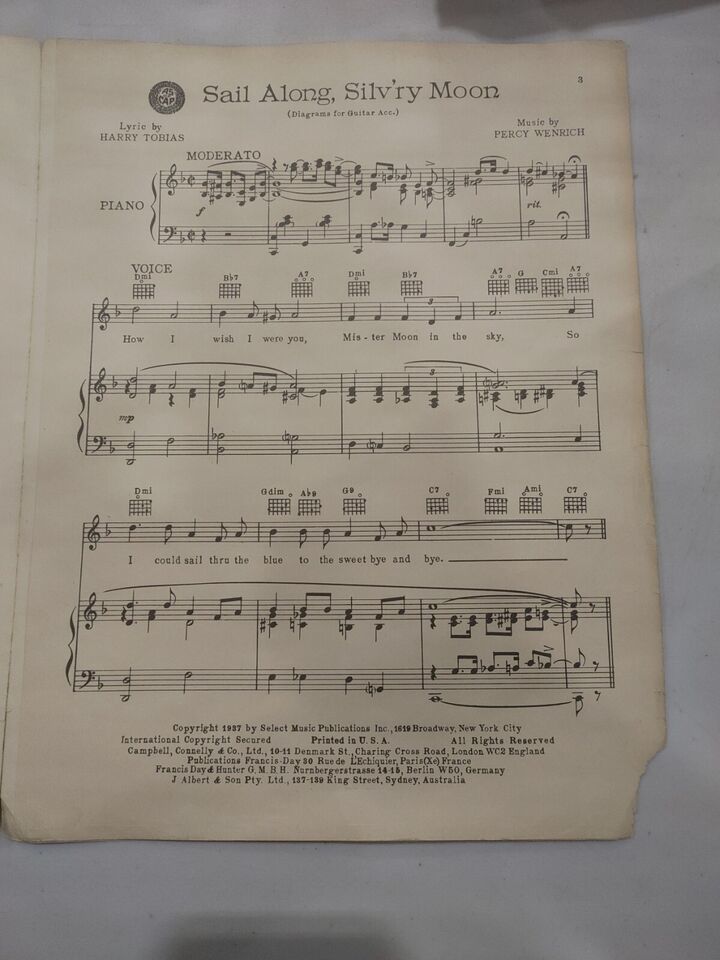 3
AS
CAP
Sail Along, Silv'ry Moon
(Diagrams for Guitar Acc.)
Lyric by
HARRY TOBIAS
Music by
PERCY WENRICH
MODERATO
PIANO
f
rit.
VOICE
Dmi Bb7 A7 Dmi Bb7 A7 G Cmi A7
3
How I wish I were you, Mis-ter Moon in the sky, So
3
mp
Dmi Gdim Ab9 G9 C7 Fmi Ami C7
I could sail thru the blue to the sweet bye and bye.
Copyright 1937 by Select Music Publications Inc., 1619 Broadway, New York City
International Copyright Secured Printed in U.S.A. All Rights Reserved
Campbell, Connelly & Co., Ltd., 10-11 Denmark St., Charing Cross Road, London WC2 England
Publications Francis-Day 30 Rue de L'Echiquier, Paris (Xe) France
Francis Day & Hunter G.M.B.H. Nurnbergerstrasse 14-15, Berlin W50, Germany
J Albert & Son Pty. Ltd., 137-139 King Street, Sydney, Australia